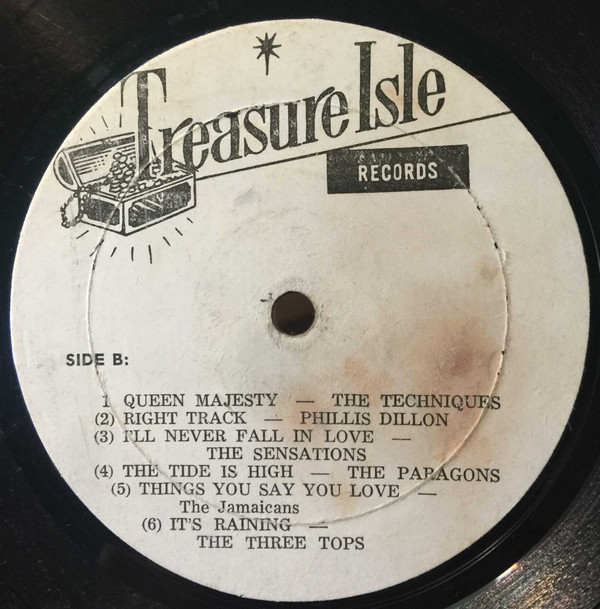 Treasure Isle
RECORDS
SIDE B:
1 QUEEN MAJESTY — THE TECHNIQUES
(2) RIGHT TRACK — PHILLIS DILLON
(3) I'LL NEVER FALL IN LOVE —
THE SENSATIONS
(4) THE TIDE IS HIGH — THE PARAGONS
(5) THINGS YOU SAY YOU LOVE —
The Jamaicans
(6) IT'S RAINING —
THE THREE TOPS